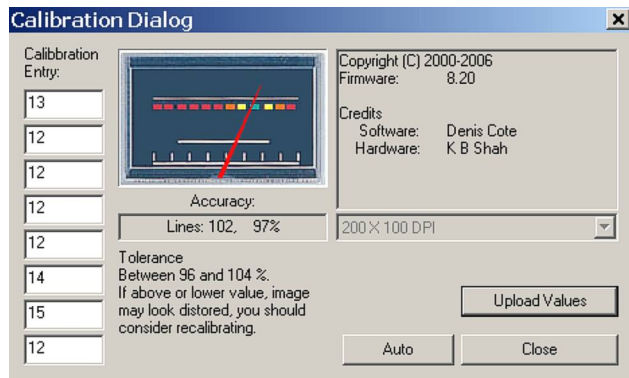 Calibration Dialog
Calibbration
Entry:
13
12
12
12
12
14
15
12
Accuracy:
Lines: 102, 97%
Tolerance
Between 96 and 104 %.
If above or lower value, image
may look distored, you should
consider recalibrating.
Copyright (C) 2000-2006
Firmware: 8.20
Credits
Software: Denis Cote
Hardware: K B Shah
200 X 100 DPI
Upload Values
Auto
Close